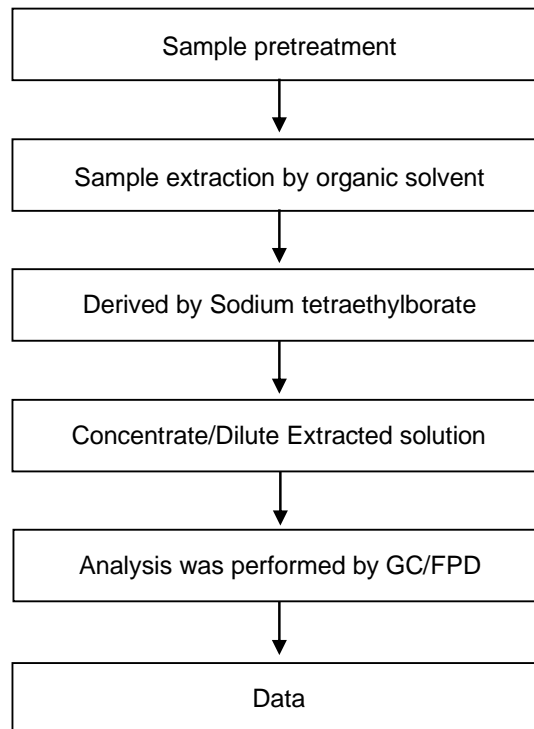 Sample pretreatment
Sample extraction by organic solvent
Derived by Sodium tetraethylborate
Concentrate/Dilute Extracted solution
Analysis was performed by GC/FPD
Data